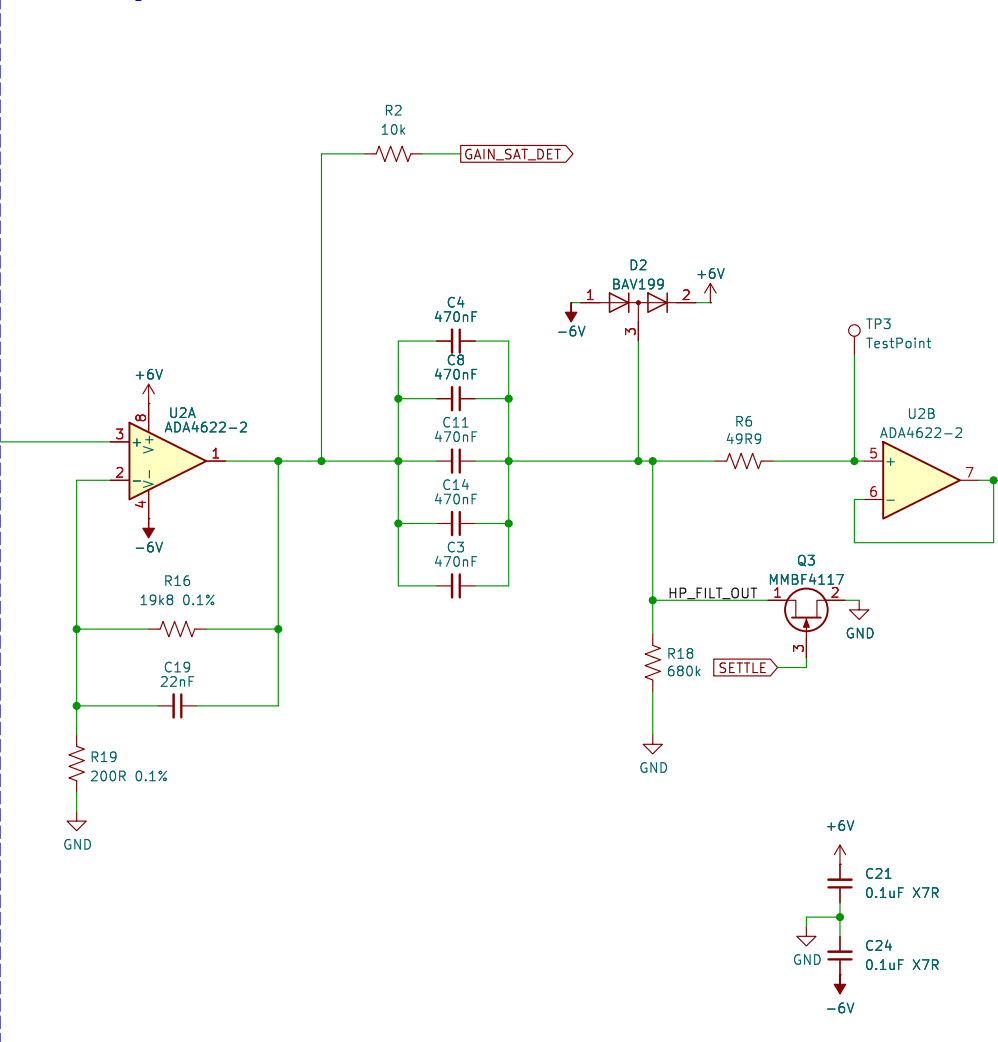 R2
10k
GAIN_SAT_DET
D2
BAV199
+6V
1
2
3
-6V
C4
470nF
C8
470nF
C11
470nF
C14
470nF
C3
470nF
TP3
TestPoint
+6V
8
U2A
ADA4622-2
3
+
V+
1
2
-
V-
4
-6V
R6
49R9
U2B
ADA4622-2
5
+
7
6
-
R16
19k8 0.1%
C19
22nF
R19
200R 0.1%
GND
Q3
MMBF4117
HP_FILT_OUT
1
2
GND
3
R18
680k
SETTLE
GND
+6V
C21
0.1uF X7R
GND
C24
0.1uF X7R
-6V